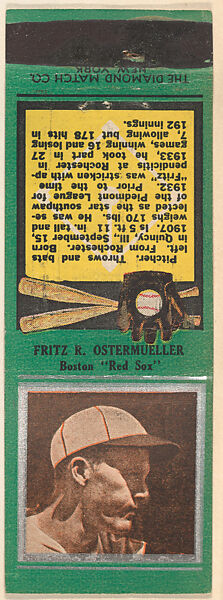 FRITZ R. OSTERMUELLER
Boston "Red Sox"
Pitcher. Throws and bats
left. From Rochester. Born
in Quincy, Ill., September 15,
1907. Is 5 ft. 11 in. tall and
weighs 170 lbs. He was se-
lected as the star southpaw
of the Piedmont League for
1932. Prior to the time
"Fritz" was stricken with ap-
pendicitis at Rochester in
1933, he took part in 27
games, winning 16 and losing
7, but allowing 178 hits in
192 innings.
THE DIAMOND MATCH CO.
NEW YORK